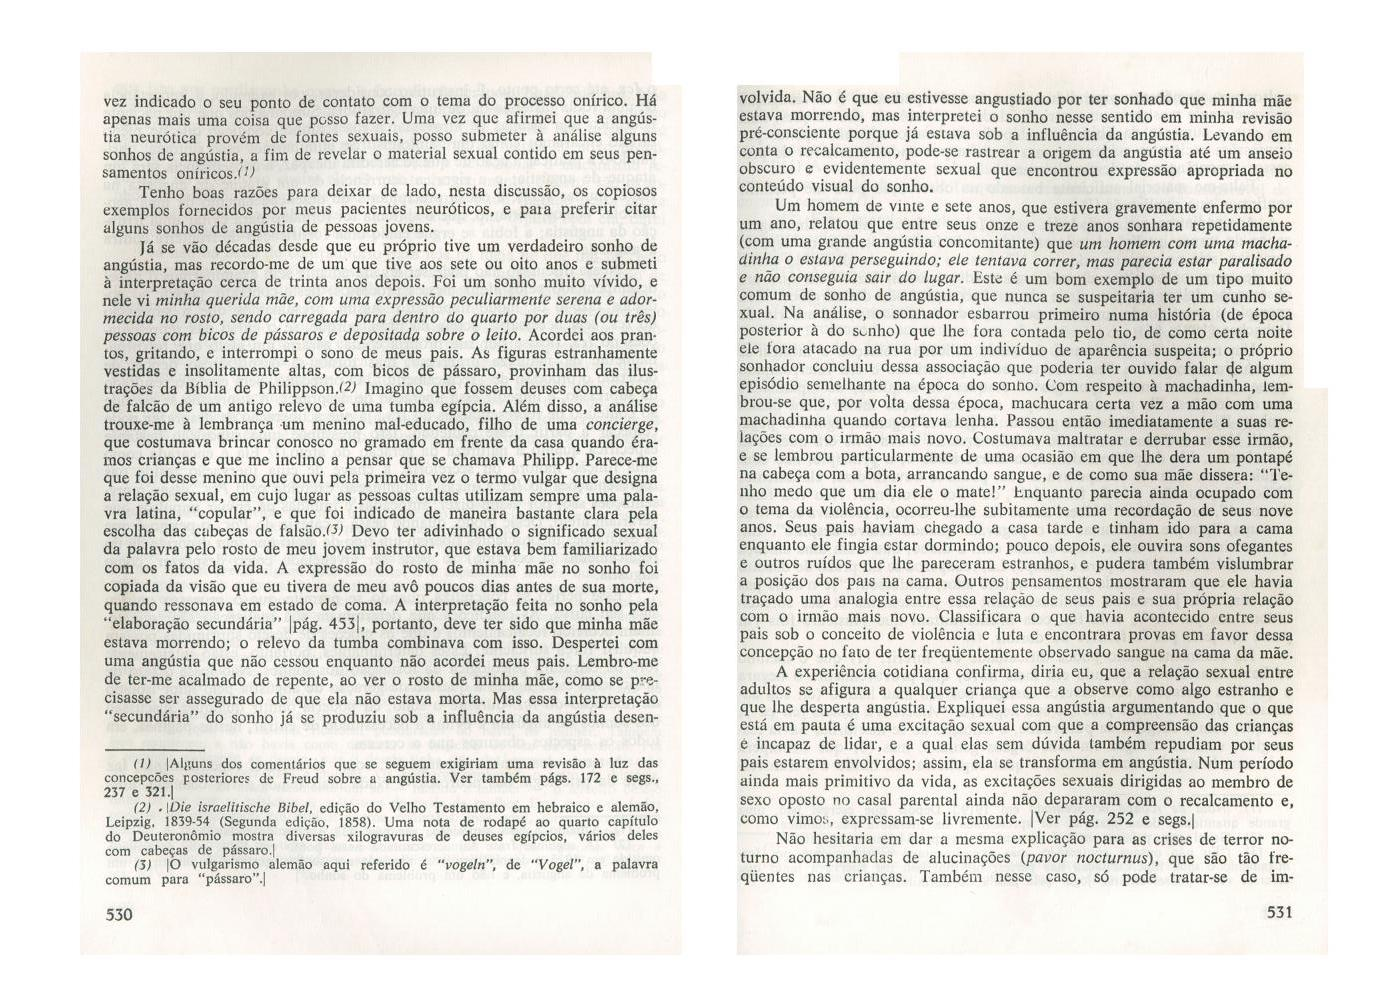 vez indicado o seu ponto de contato com o tema do processo onírico. Há
apenas mais uma coisa que posso fazer. Uma vez que afirmei que a angús-
tia neurótica provém de fontes sexuais, posso submeter à análise alguns
sonhos de angústia, a fim de revelar o material sexual contido em seus pen-
samentos oníricos.(1)
Tenho boas razões para deixar de lado, nesta discussão, os copiosos
exemplos fornecidos por meus pacientes neuróticos, e para preferir citar
alguns sonhos de angústia de pessoas jovens.
Já se vão décadas desde que eu próprio tive um verdadeiro sonho de
angústia, mas recordo-me de um que tive aos sete ou oito anos e submeti
à interpretação cerca de trinta anos depois. Foi um sonho muito vívido, e
nele vi minha querida mãe, com uma expressão peculiarmente serena e ador-
mecida no rosto, sendo carregada para dentro do quarto por duas (ou três)
pessoas com bicos de pássaros e depositada sobre o leito. Acordei aos pran-
tos, gritando, e interrompi o sono de meus pais. As figuras estranhamente
vestidas e insolitamente altas, com bicos de pássaro, provinham das ilus-
trações da Bíblia de Philippson.(2) Imagino que fossem deuses com cabeça
de falcão de um antigo relevo de uma tumba egípcia. Além disso, a análise
trouxe-me à lembrança um menino mal-educado, filho de uma concierge,
que costumava brincar conosco no gramado em frente da casa quando éra-
mos crianças e que me inclino a pensar que se chamava Philipp. Parece-me
que foi desse menino que ouvi pela primeira vez o termo vulgar que designa
a relação sexual, em cujo lugar as pessoas cultas utilizam sempre uma pala-
vra latina, "copular", e que foi indicado de maneira bastante clara pela
escolha das cabeças de falsão.(3) Devo ter adivinhado o significado sexual
da palavra pelo rosto de meu jovem instrutor, que estava bem familiarizado
com os fatos da vida. A expressão do rosto de minha mãe no sonho foi
copiada da visão que eu tivera de meu avô poucos dias antes de sua morte,
quando ressonava em estado de coma. A interpretação feita no sonho pela
"elaboração secundária" |pág. 453|, portanto, deve ter sido que minha mãe
estava morrendo; o relevo da tumba combinava com isso. Despertei com
uma angústia que não cessou enquanto não acordei meus pais. Lembro-me
de ter-me acalmado de repente, ao ver o rosto de minha mãe, como se pre-
cisasse ser assegurado de que ela não estava morta. Mas essa interpretação
"secundária" do sonho já se produziu sob a influência da angústia desen-
(1) |Alguns dos comentários que se seguem exigiriam uma revisão à luz das
concepções posteriores de Freud sobre a angústia. Ver também págs. 172 e segs.,
237 e 321.|
(2) . |Die israelitische Bibel, edição do Velho Testamento em hebraico e alemão,
Leipzig, 1839-54 (Segunda edição, 1858). Uma nota de rodapé ao quarto capítulo
do Deuteronômio mostra diversas xilogravuras de deuses egípcios, vários deles
com cabeças de pássaro.|
(3) |O vulgarismo alemão aqui referido é "vogeln", de "Vogel", a palavra
comum para "pássaro".|
530
volvida. Não é que eu estivesse angustiado por ter sonhado que minha mãe
estava morrendo, mas interpretei o sonho nesse sentido em minha revisão
pré-consciente porque já estava sob a influência da angústia. Levando em
conta o recalcamento, pode-se rastrear a origem da angústia até um anseio
obscuro e evidentemente sexual que encontrou expressão apropriada no
conteúdo visual do sonho.
Um homem de vinte e sete anos, que estivera gravemente enfermo por
um ano, relatou que entre seus onze e treze anos sonhara repetidamente
(com uma grande angústia concomitante) que um homem com uma macha-
dinha o estava perseguindo; ele tentava correr, mas parecia estar paralisado
e não conseguia sair do lugar. Este é um bom exemplo de um tipo muito
comum de sonho de angústia, que nunca se suspeitaria ter um cunho se-
xual. Na análise, o sonhador esbarrou primeiro numa história (de época
posterior à do sonho) que lhe fora contada pelo tio, de como certa noite
ele fora atacado na rua por um indivíduo de aparência suspeita; o próprio
sonhador concluiu dessa associação que poderia ter ouvido falar de algum
episódio semelhante na época do sonho. Com respeito à machadinha, lem-
brou-se que, por volta dessa época, machucara certa vez a mão com uma
machadinha quando cortava lenha. Passou então imediatamente a suas re-
lações com o irmão mais novo. Costumava maltratar e derrubar esse irmão,
e se lembrou particularmente de uma ocasião em que lhe dera um pontapé
na cabeça com a bota, arrancando sangue, e de como sua mãe dissera: "Te-
nho medo que um dia ele o mate!" Enquanto parecia ainda ocupado com
o tema da violência, ocorreu-lhe subitamente uma recordação de seus nove
anos. Seus pais haviam chegado a casa tarde e tinham ido para a cama
enquanto ele fingia estar dormindo; pouco depois, ele ouvira sons ofegantes
e outros ruídos que lhe pareceram estranhos, e pudera também vislumbrar
a posição dos pais na cama. Outros pensamentos mostraram que ele havia
traçado uma analogia entre essa relação de seus pais e sua própria relação
com o irmão mais novo. Classificara o que havia acontecido entre seus
pais sob o conceito de violência e luta e encontrara provas em favor dessa
concepção no fato de ter freqüentemente observado sangue na cama da mãe.
A experiência cotidiana confirma, diria eu, que a relação sexual entre
adultos se afigura a qualquer criança que a observe como algo estranho e
que lhe desperta angústia. Expliquei essa angústia argumentando que o que
está em pauta é uma excitação sexual com que a compreensão das crianças
é incapaz de lidar, e a qual elas sem dúvida também repudiam por seus
pais estarem envolvidos; assim, ela se transforma em angústia. Num período
ainda mais primitivo da vida, as excitações sexuais dirigidas ao membro de
sexo oposto no casal parental ainda não depararam com o recalcamento e,
como vimos, expressam-se livremente. |Ver pág. 252 e segs.|
Não hesitaria em dar a mesma explicação para as crises de terror no-
turno acompanhadas de alucinações (pavor nocturnus), que são tão fre-
qüentes nas crianças. Também nesse caso, só pode tratar-se de im-
531